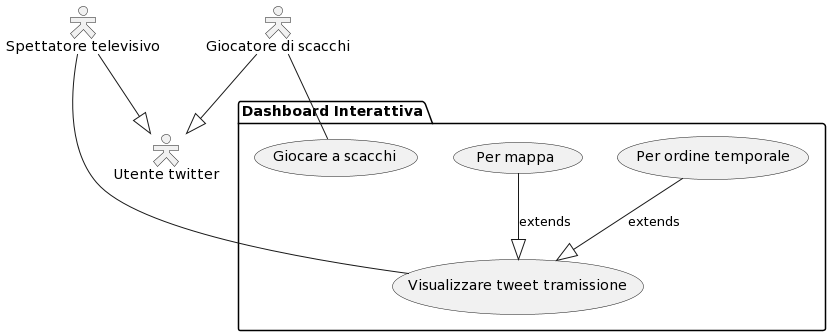 Spettatore televisivo
Giocatore di scacchi
Utente twitter
Dashboard Interattiva
Giocare a scacchi
Per mappa
Per ordine temporale
extends
extends
Visualizzare tweet tramissione